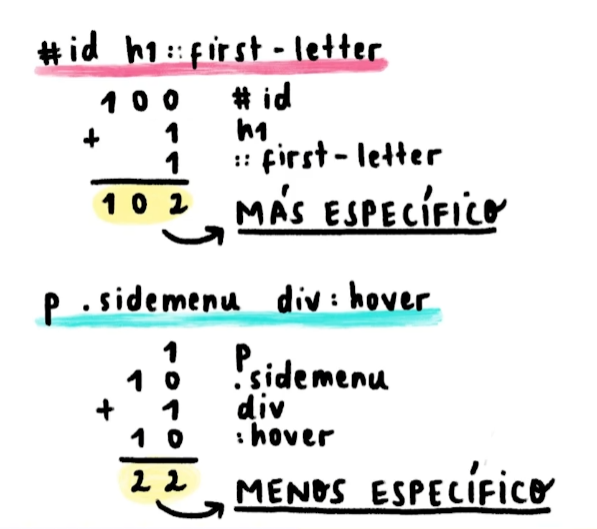 #id h1::first-letter
100 #id
+ 1 h1
1 ::first-letter
102 MÁS ESPECÍFICO
p .sidemenu div:hover
1 p
10 .sidemenu
+ 1 div
10 :hover
22 MENOS ESPECÍFICO